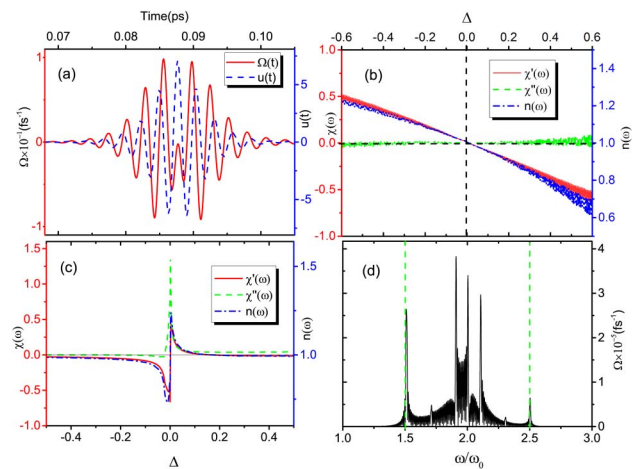 0.07 0.08 0.09 0.10
Time(ps)
(a)
Ω(t)
u(t)
Ω×10⁻¹(fs⁻¹)
1
0
-1
u(t)
5
0
-5
Δ
-0.6 -0.4 -0.2 0.0 0.2 0.4 0.6
(b)
χ'(ω)
χ''(ω)
n(ω)
χ(ω)
1.0
0.5
0.0
-0.5
-1.0
n(ω)
1.4
1.2
1.0
0.8
0.6
(c)
χ'(ω)
χ''(ω)
n(ω)
χ(ω)
1.5
1.0
0.5
0.0
-0.5
-1.0
n(ω)
1.5
1.0
-0.4 -0.2 0.0 0.2 0.4
Δ
(d)
Ω×10⁻⁵(fs⁻¹)
4
3
2
1
0
1.0 1.5 2.0 2.5 3.0
ω/ω₀